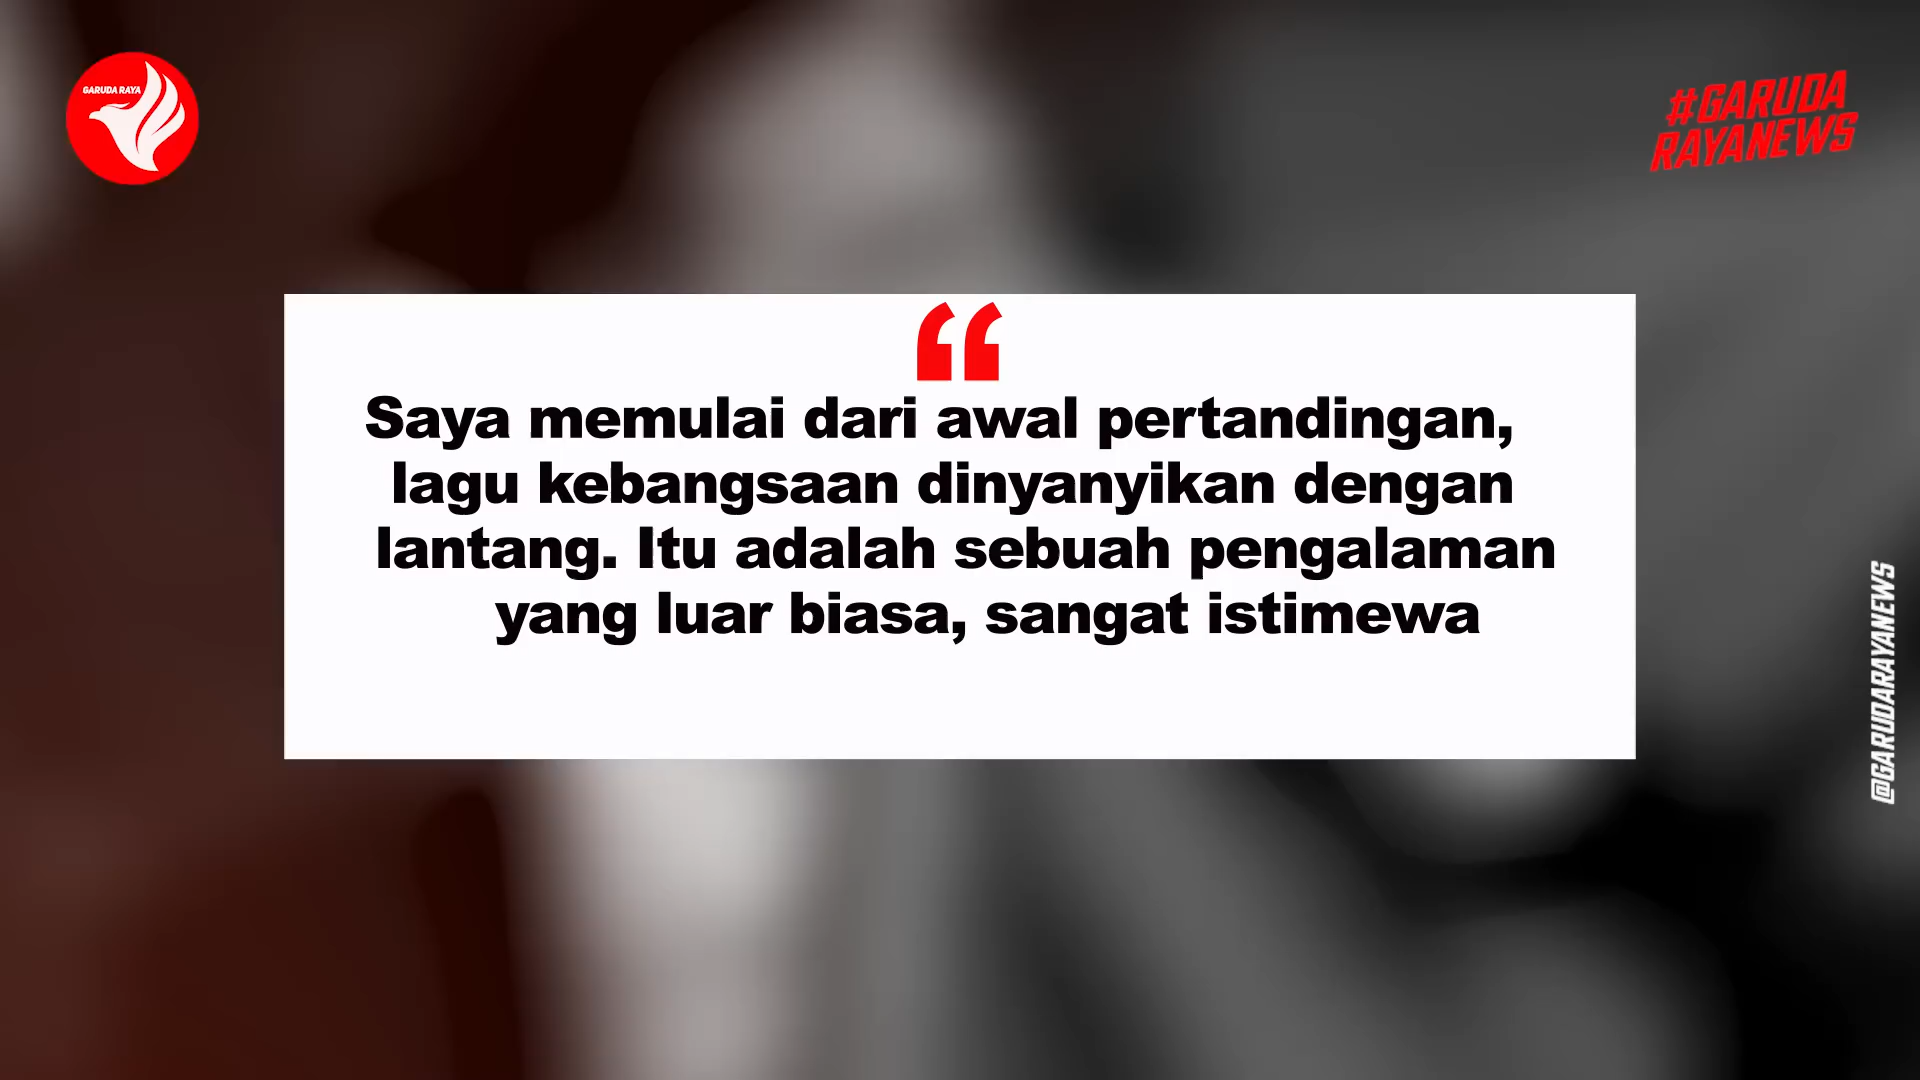 GARUDA RAYA
#GARUDA
RAYANEWS
“
Saya memulai dari awal pertandingan,
lagu kebangsaan dinyanyikan dengan
lantang. Itu adalah sebuah pengalaman
yang luar biasa, sangat istimewa
@GARUDARAYANEWS